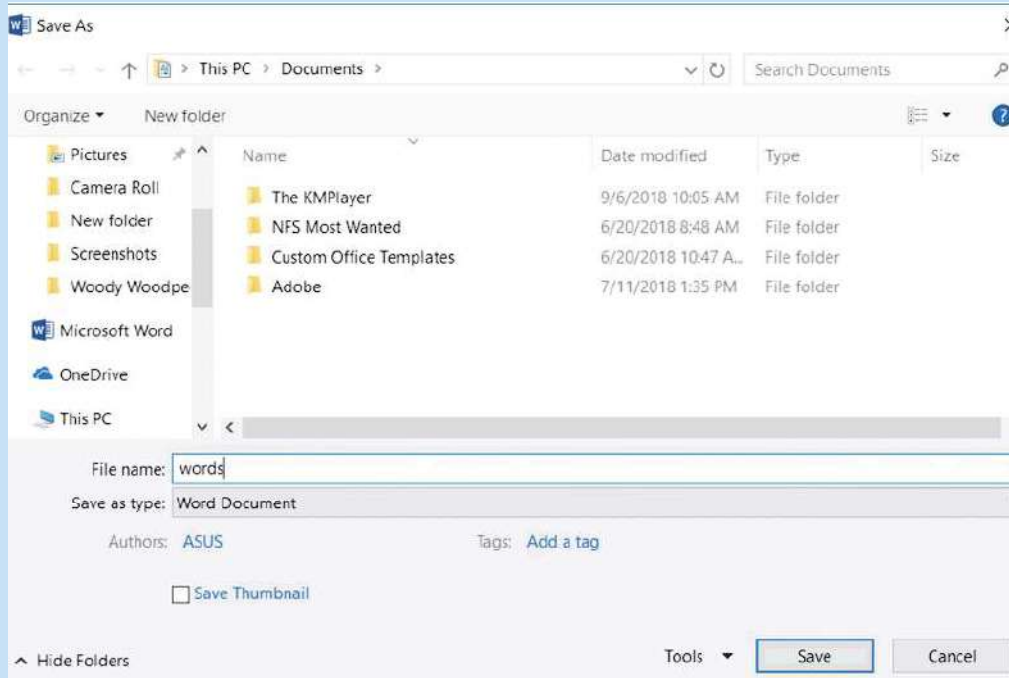 Save As
This PC > Documents >
Search Documents
Organize
New folder
Name
Date modified
Type
Size
Pictures
Camera Roll
New folder
Screenshots
Woody Woodpe
Microsoft Word
OneDrive
This PC
The KMPlayer 9/6/2018 10:05 AM File folder
NFS Most Wanted 6/20/2018 8:48 AM File folder
Custom Office Templates 6/20/2018 10:47 A... File folder
Adobe 7/11/2018 1:35 PM File folder
File name: words
Save as type: Word Document
Authors: ASUS
Tags: Add a tag
Save Thumbnail
Hide Folders
Tools
Save
Cancel